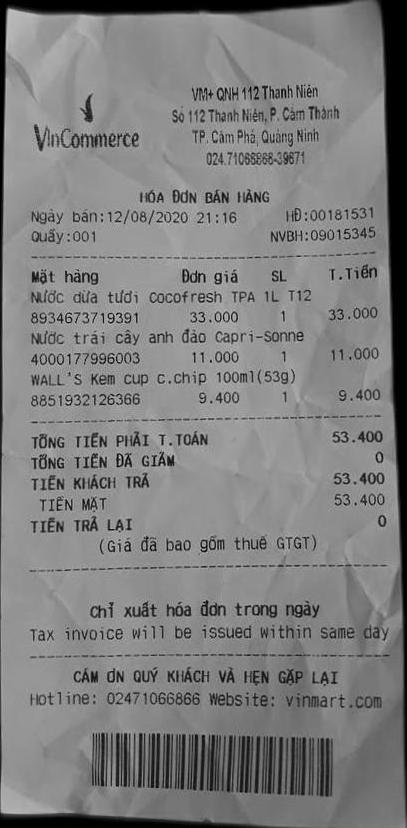 VinCommerce
VM+ QNH 112 Thanh Niên
Số 112 Thanh Niên, P. Cẩm Thành
TP. Cẩm Phả, Quảng Ninh
024.71066866-39671
HÓA ĐƠN BÁN HÀNG
Ngày bán:12/08/2020 21:16 HĐ:00181531
Quầy:001 NVBH:09015345
Mặt hàng Đơn giá SL T.Tiền
Nước dừa tươi Cocofresh TPA 1L T12
8934673719391 33.000 1 33.000
Nước trái cây anh đào Capri-Sonne
4000177996003 11.000 1 11.000
WALL'S Kem cup c.chip 100ml(53g)
8851932126366 9.400 1 9.400
TỔNG TIỀN PHẢI T.TOÁN 53.400
TỔNG TIỀN ĐÃ GIẢM 0
TIỀN KHÁCH TRẢ 53.400
TIỀN MẶT 53.400
TIỀN TRẢ LẠI 0
(Giá đã bao gồm thuế GTGT)
Chỉ xuất hóa đơn trong ngày
Tax invoice will be issued within same day
CẢM ƠN QUÝ KHÁCH VÀ HẸN GẶP LẠI
Hotline: 02471066866 Website: vinmart.com